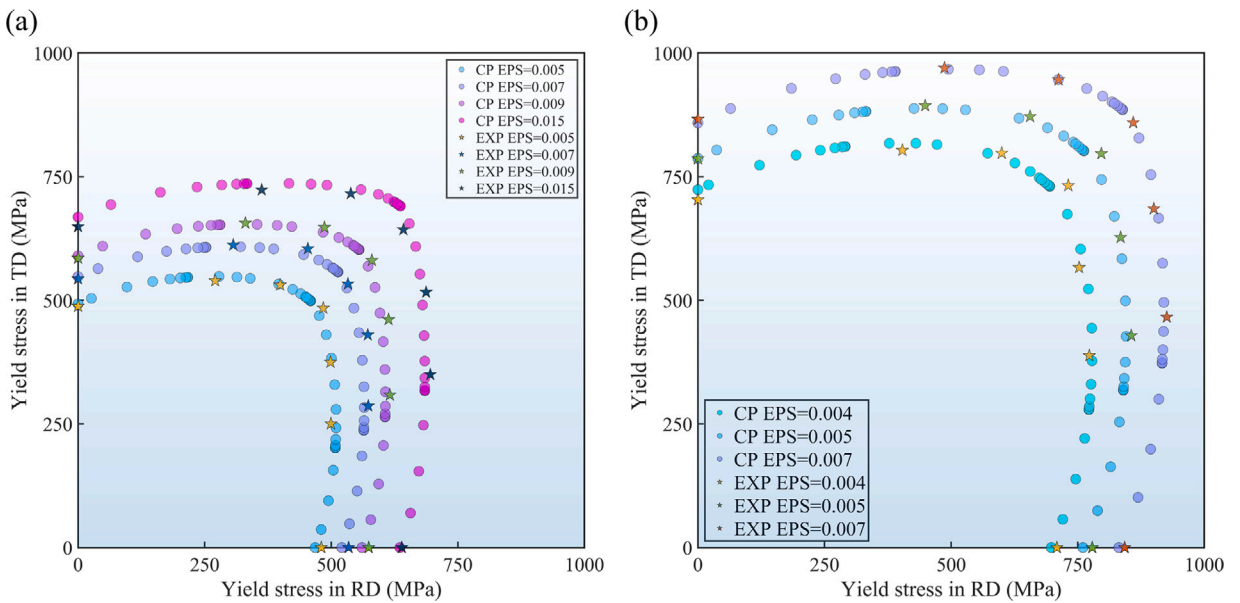 (a)
1000
750
500
250
0
Yield stress in TD (MPa)
CP EPS=0.005
CP EPS=0.007
CP EPS=0.009
CP EPS=0.015
EXP EPS=0.005
EXP EPS=0.007
EXP EPS=0.009
EXP EPS=0.015
0 250 500 750 1000
Yield stress in RD (MPa)
(b)
1000
750
500
250
0
Yield stress in TD (MPa)
CP EPS=0.004
CP EPS=0.005
CP EPS=0.007
EXP EPS=0.004
EXP EPS=0.005
EXP EPS=0.007
0 250 500 750 1000
Yield stress in RD (MPa)